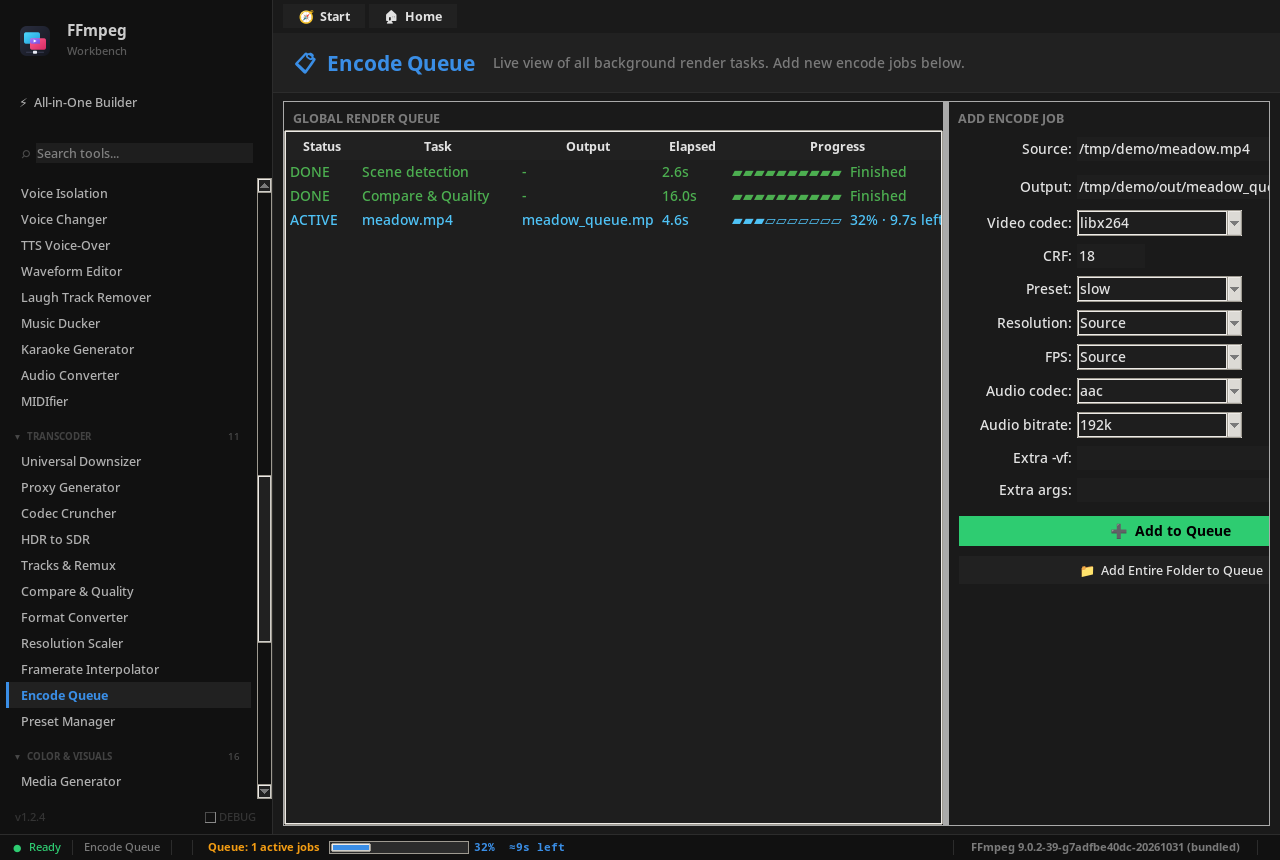 FFmpeg
Workbench
⚡ All-in-One Builder
Search tools...
Voice Isolation
Voice Changer
TTS Voice-Over
Waveform Editor
Laugh Track Remover
Music Ducker
Karaoke Generator
Audio Converter
MIDIfier
▾ TRANSCODER 11
Universal Downsizer
Proxy Generator
Codec Cruncher
HDR to SDR
Tracks & Remux
Compare & Quality
Format Converter
Resolution Scaler
Framerate Interpolator
Encode Queue
Preset Manager
▾ COLOR & VISUALS 16
Media Generator
v1.2.4 DEBUG
Start Home
Encode Queue Live view of all background render tasks. Add new encode jobs below.
GLOBAL RENDER QUEUE
Status Task Output Elapsed Progress
DONE Scene detection - 2.6s ▰▰▰▰▰▰▰▰▰▰ Finished
DONE Compare & Quality - 16.0s ▰▰▰▰▰▰▰▰▰▰ Finished
ACTIVE meadow.mp4 meadow_queue.mp 4.6s ▰▰▰▱▱▱▱▱▱▱ 32% · 9.7s left
ADD ENCODE JOB
Source: /tmp/demo/meadow.mp4
Output: /tmp/demo/out/meadow_que
Video codec: libx264
CRF: 18
Preset: slow
Resolution: Source
FPS: Source
Audio codec: aac
Audio bitrate: 192k
Extra -vf:
Extra args:
➕ Add to Queue
📁 Add Entire Folder to Queue
● Ready Encode Queue Queue: 1 active jobs 32% ≈9s left FFmpeg 9.0.2-39-g7adfbe40dc-20261031 (bundled)